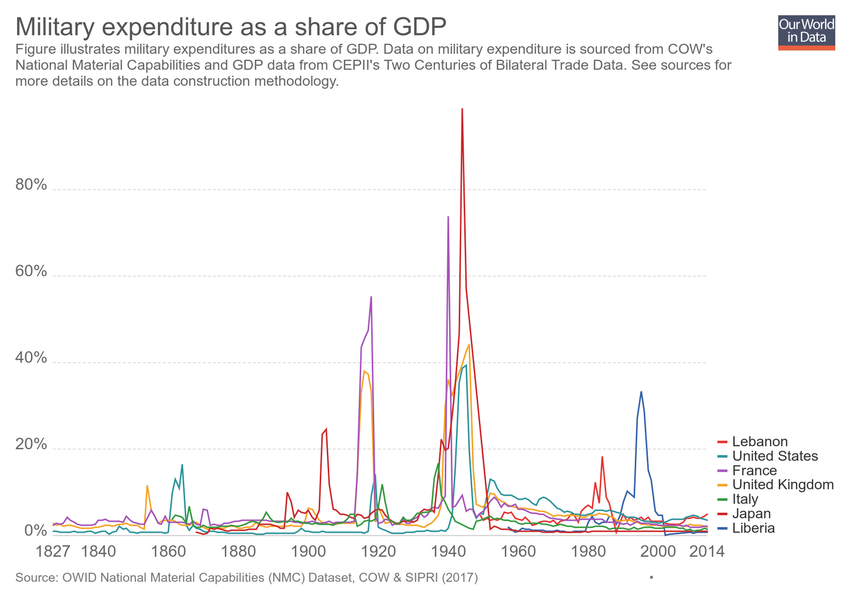 Military expenditure as a share of GDP
Our World
in Data
Figure illustrates military expenditures as a share of GDP. Data on military expenditure is sourced from COW's
National Material Capabilities and GDP data from CEPII's Two Centuries of Bilateral Trade Data. See sources for
more details on the data construction methodology.
80%
60%
40%
20%
0%
1827 1840 1860 1880 1900 1920 1940 1960 1980 2000 2014
Lebanon
United States
France
United Kingdom
Italy
Japan
Liberia
Source: OWID National Material Capabilities (NMC) Dataset, COW & SIPRI (2017)
•